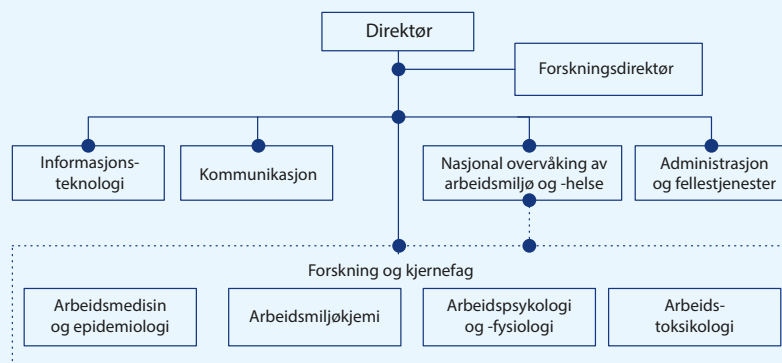 Direktør
Forskningsdirektør
Informasjons-
teknologi
Kommunikasjon
Nasjonal overvåking av
arbeidsmiljø og -helse
Administrasjon
og fellestjenester
Forskning og kjernefag
Arbeidsmedisin
og epidemiologi
Arbeidsmiljøkjemi
Arbeidspsykologi
og -fysiologi
Arbeids-
toksikologi